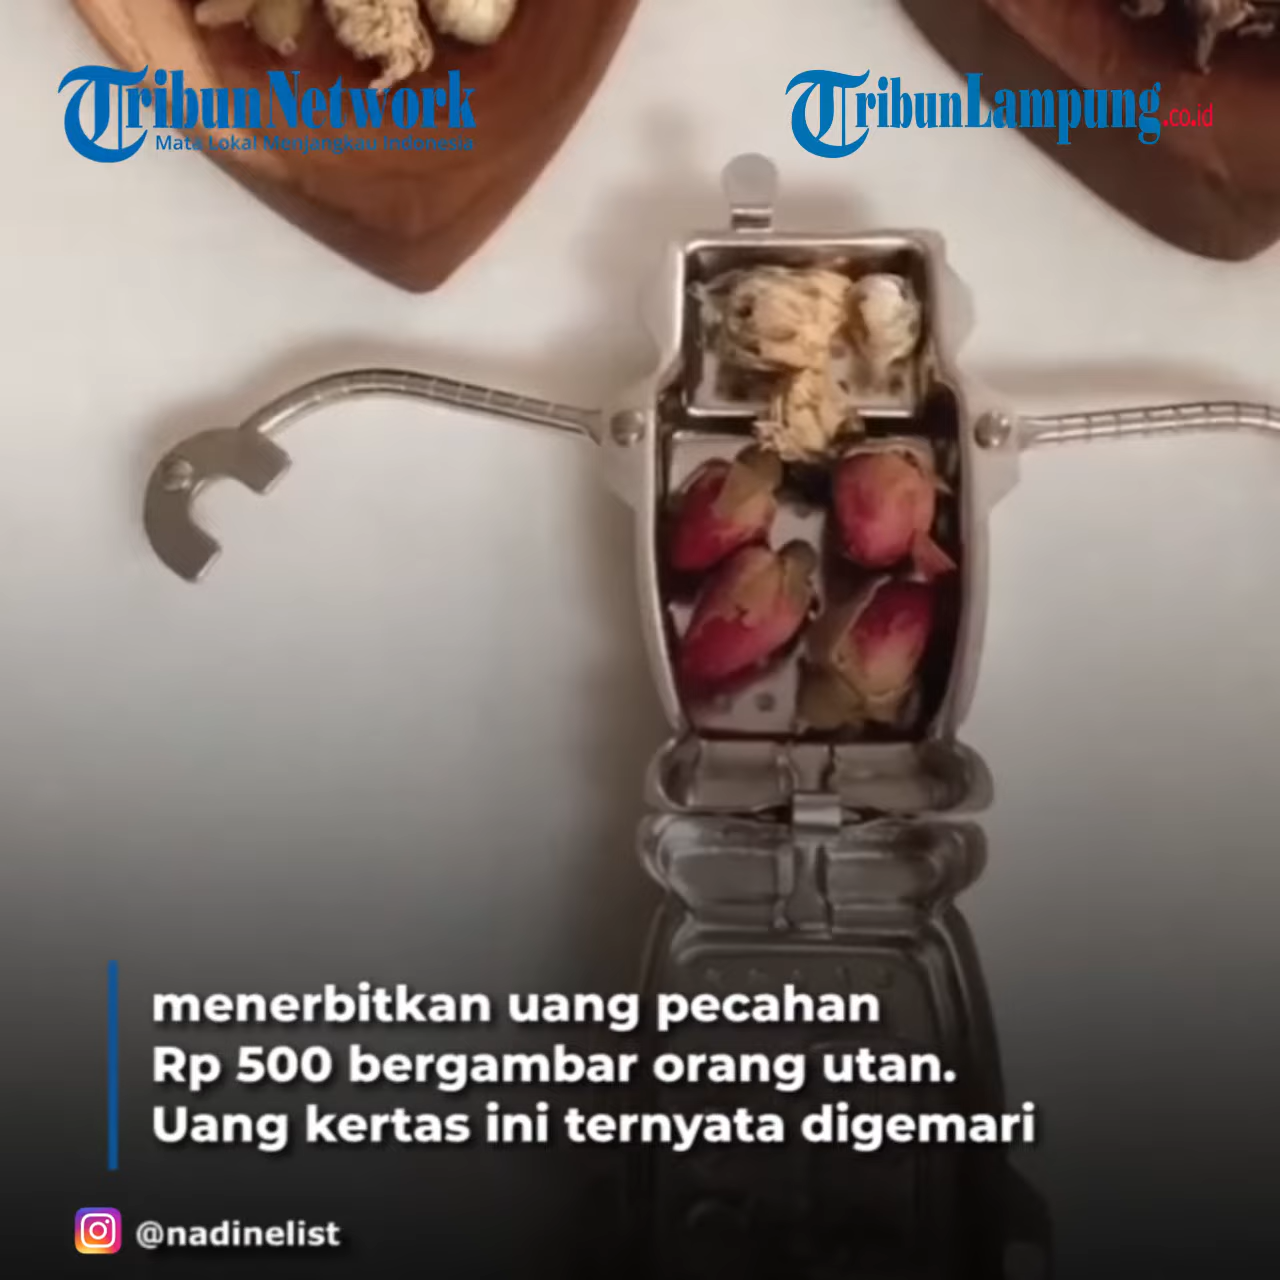 TribunNetwork
Mata Lokal Menjangkau Indonesia
TribunLampung.co.id
menerbitkan uang pecahan
Rp 500 bergambar orang utan.
Uang kertas ini ternyata digemari
@nadinelist